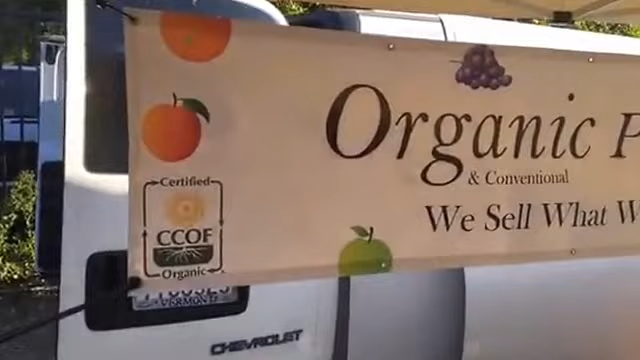 Organic P
& Conventional
We Sell What W
Certified
CCOF
Organic
CHEVROLET